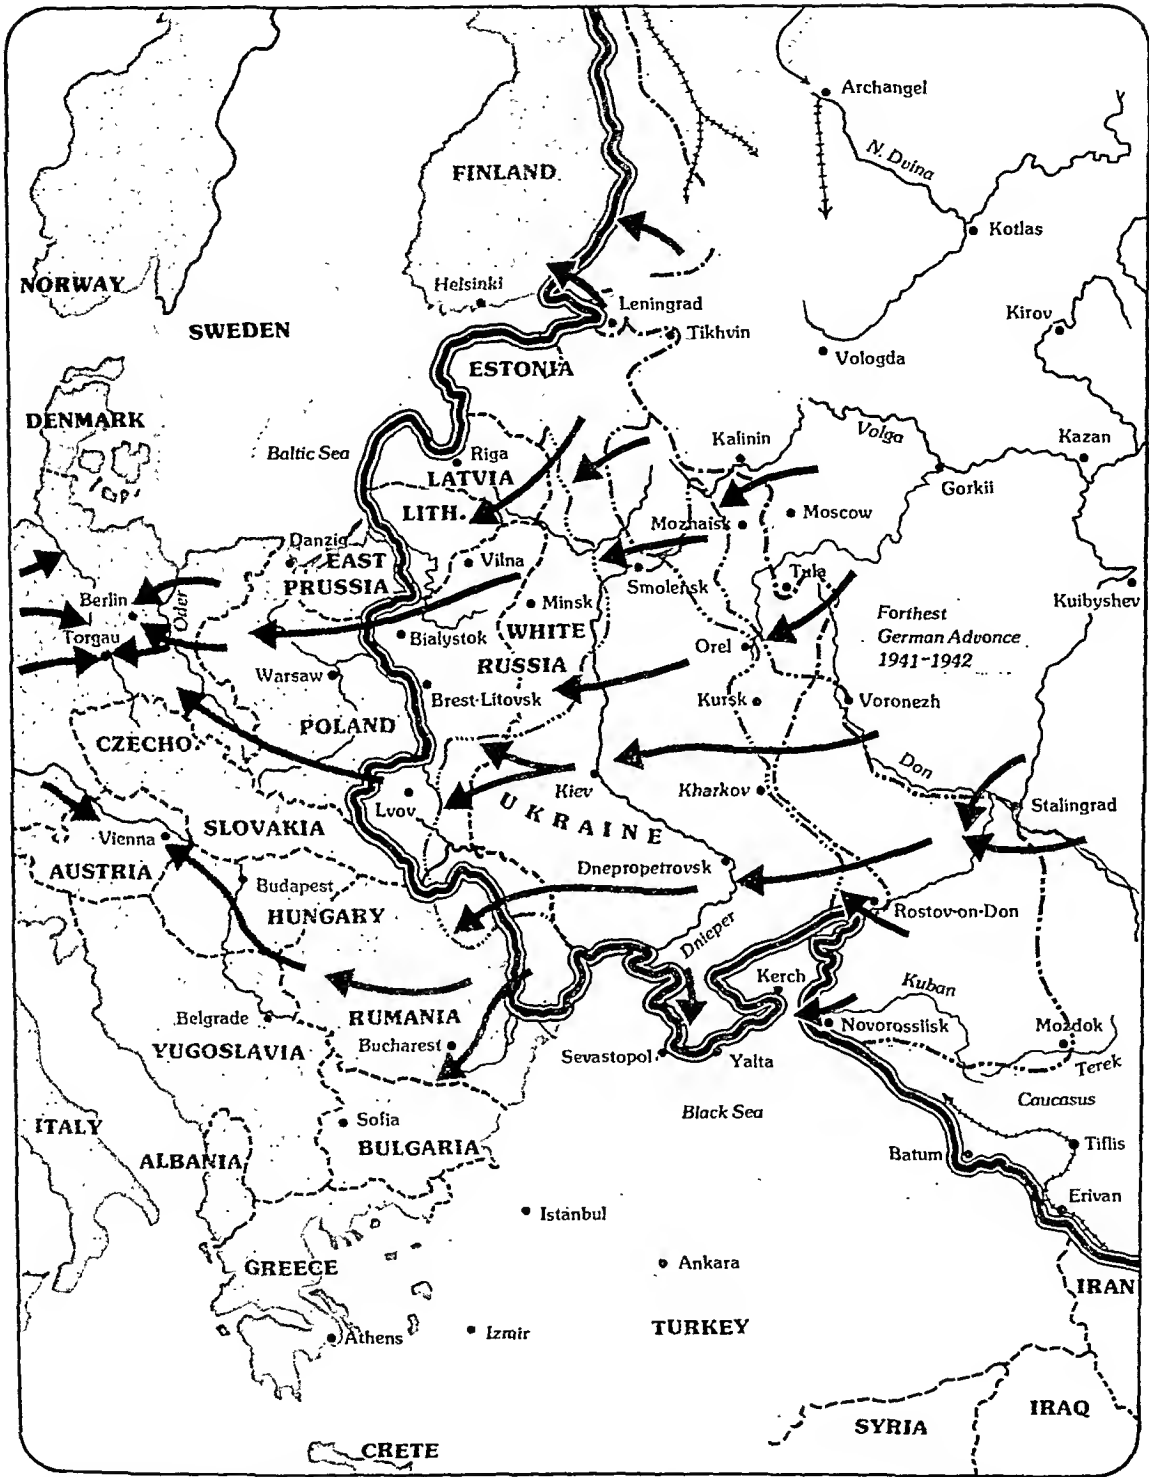 Archangel
N. Dvina
FINLAND
Kotlas
NORWAY
Helsinki
Leningrad
SWEDEN
Tikhvin
Kirov
Vologda
ESTONIA
DENMARK
Baltic Sea
Riga
LATVIA
Kalinin
Volga
Kazan
Gorkii
LITH.
Mozhaisk
Moscow
Danzig
EAST
PRUSSIA
Vilna
Smolensk
Tula
Berlin
Oder
Minsk
Kuibyshev
Torgau
Bialystok
WHITE
RUSSIA
Orel
Forthest
German Advonce
1941-1942
Warsaw
Brest-Litovsk
Kursk
Voronezh
POLAND
CZECHO.
Don
Lvov
Kiev
Kharkov
Stalingrad
UKRAINE
SLOVAKIA
Vienna
AUSTRIA
Dnepropetrovsk
Budapest
HUNGARY
Rostov-on-Don
Dnieper
Kerch
Kuban
Belgrade
RUMANIA
Novorossiisk
Mozdok
YUGOSLAVIA
Bucharest
Sevastopol
Yalta
Terek
Black Sea
Caucasus
ITALY
Sofia
BULGARIA
ALBANIA
Batum
Tiflis
Erivan
Istanbul
GREECE
Ankara
IRAN
Athens
Izmir
TURKEY
SYRIA
IRAQ
CRETE